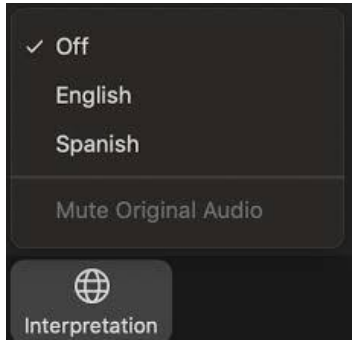 Off
English
Spanish
Mute Original Audio
Interpretation